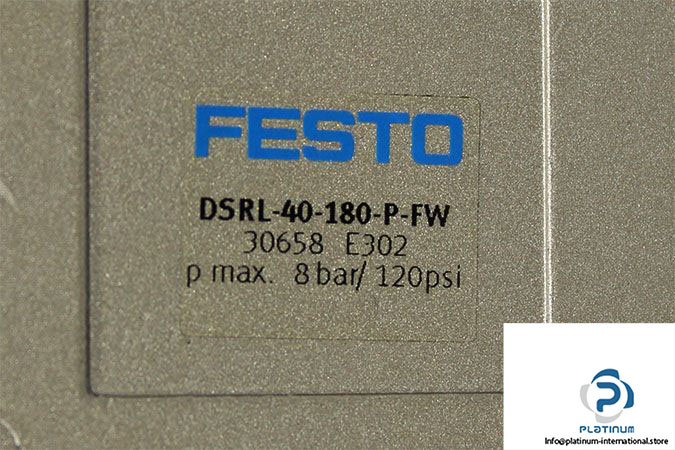 FESTO
DSRL-40-180-P-FW
30658 E302
p max. 8 bar/ 120psi
PLATINUM
Info@platinum-international.store